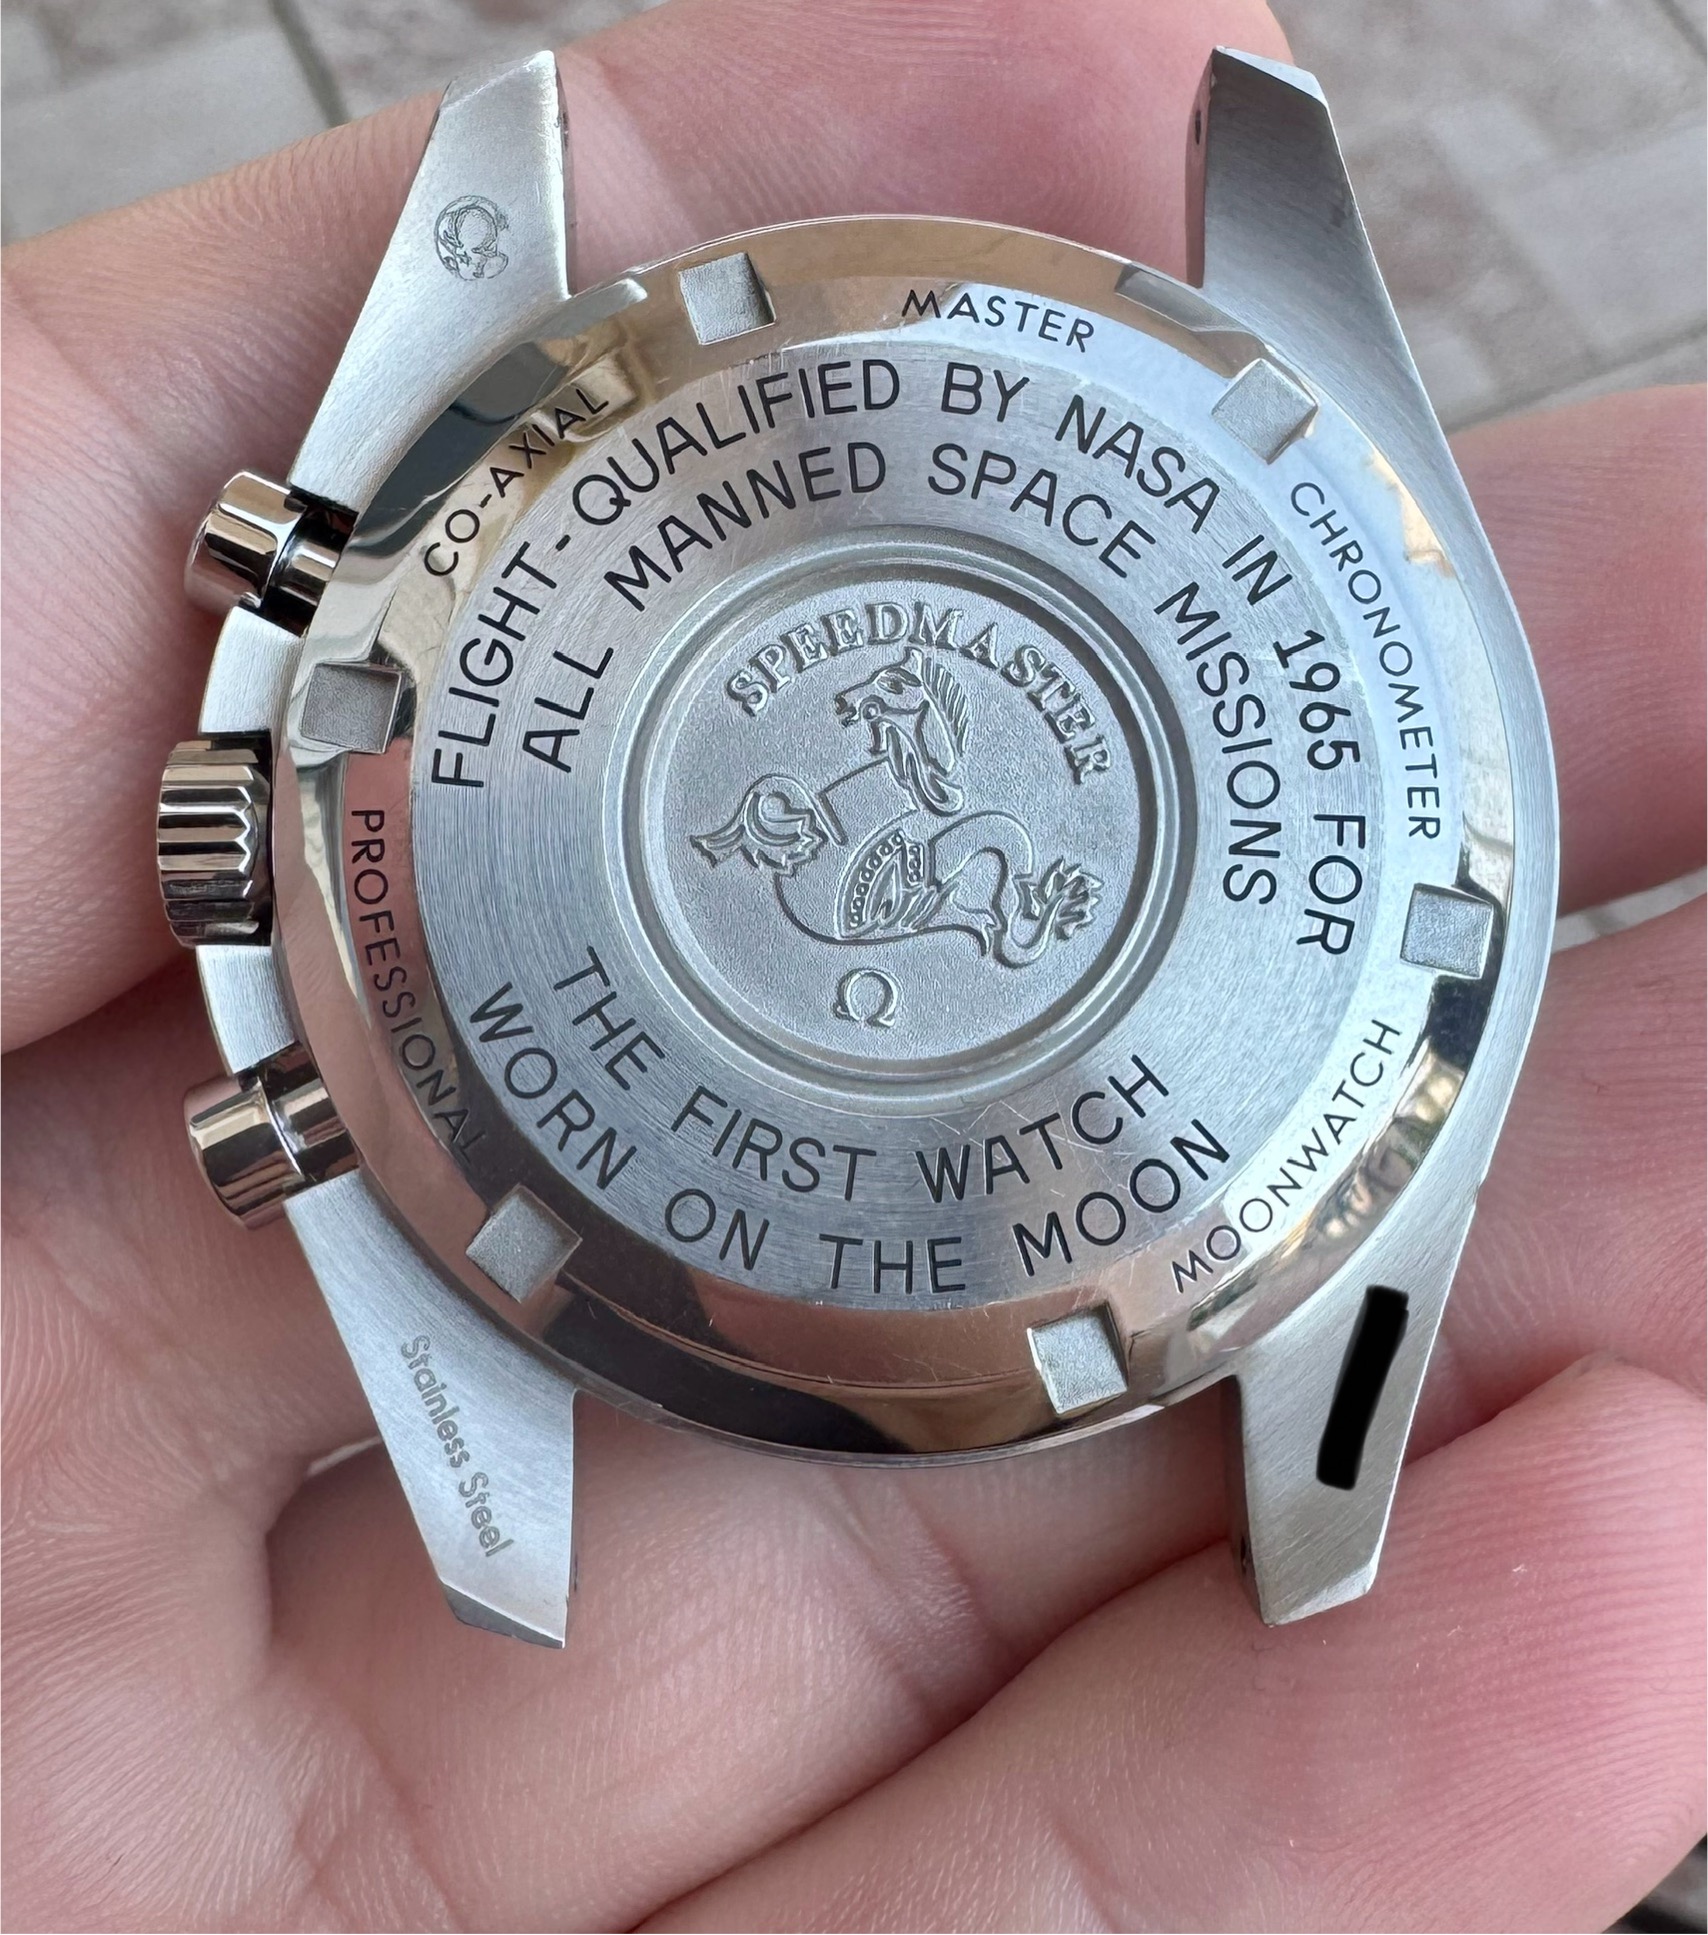 CO-AXIAL
MASTER
CHRONOMETER
FLIGHT-QUALIFIED BY NASA IN 1965 FOR
ALL MANNED SPACE MISSIONS
SPEEDMASTER
Ω
THE FIRST WATCH
WORN ON THE MOON
PROFESSIONAL
MOONWATCH
Stainless Steel